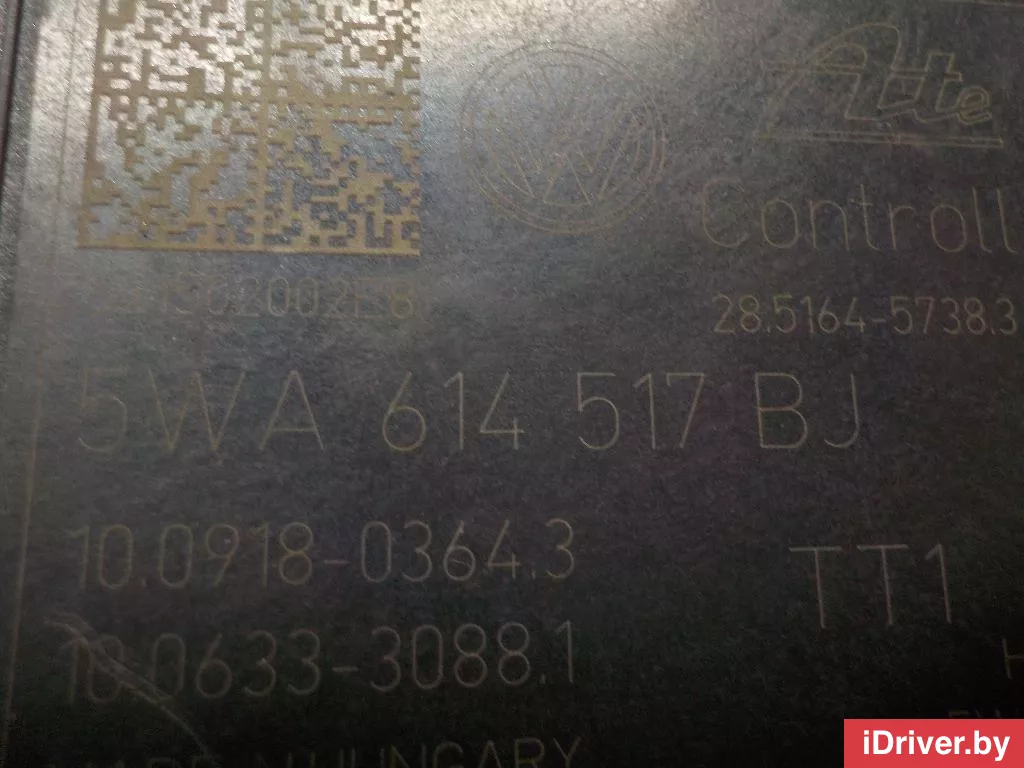 Ate
Controll
28.5164-5738.3
5WA 614 517 BJ
10.0918-0364.3
TT1
10.0633-3088.1
HUNGARY
iDriver.by